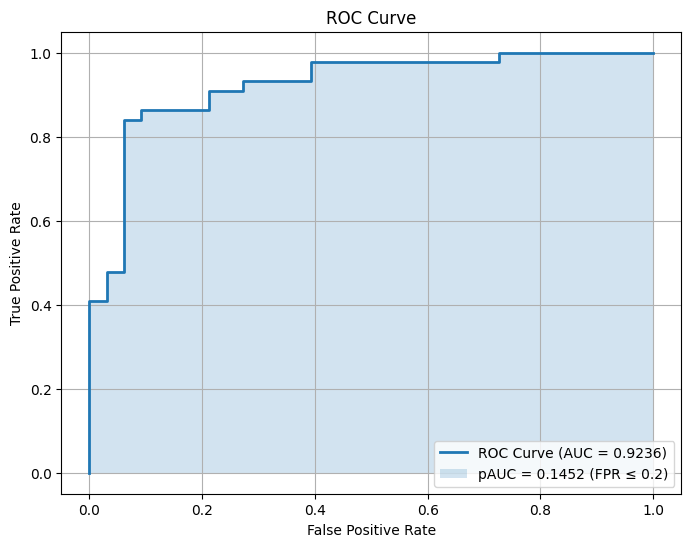 ROC Curve
True Positive Rate
1.0
0.8
0.6
0.4
0.2
0.0
ROC Curve (AUC = 0.9236)
pAUC = 0.1452 (FPR ≤ 0.2)
0.0 0.2 0.4 0.6 0.8 1.0
False Positive Rate